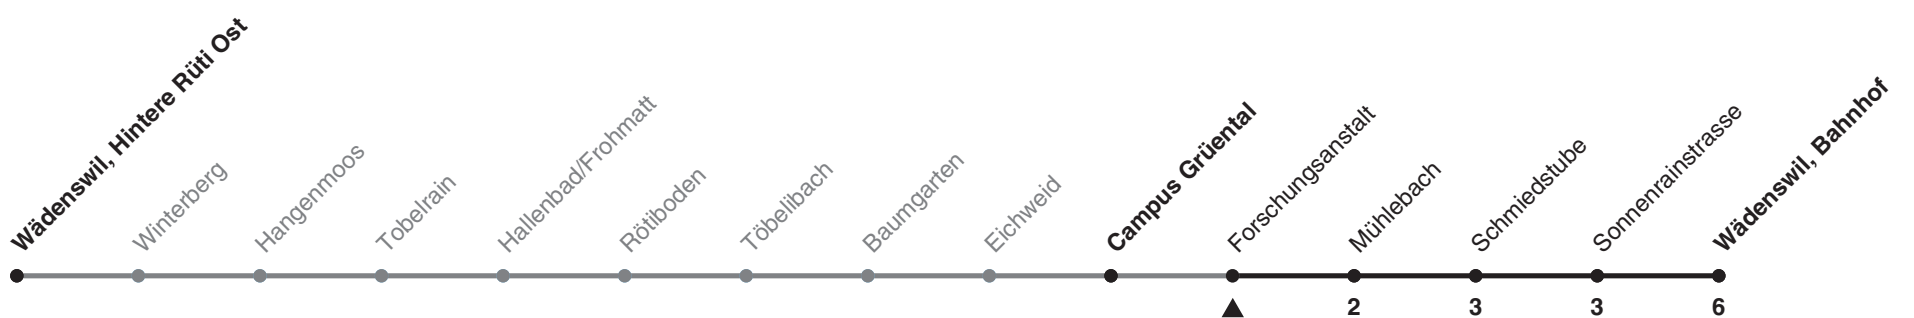 Wädenswil, Hintere Rüti Ost
Winterberg
Hangenmoos
Tobelrain
Hallenbad/Frohmatt
Rötiboden
Töbelibach
Baumgarten
Eichweid
Campus Grüental
Forschungsanstalt
Mühlebach
Schmiedstube
Sonnenrainstrasse
Wädenswil, Bahnhof
2
3
3
6